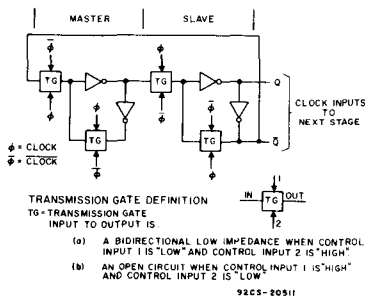 MASTER SLAVE
φ̅ φ
TG TG Q
φ φ̅
φ φ̅
CLOCK INPUTS
TO
NEXT STAGE
TG TG Q̅
φ̅ φ
φ = CLOCK
φ̅ = CLOCK
TRANSMISSION GATE DEFINITION
TG = TRANSMISSION GATE
INPUT TO OUTPUT IS
1
IN TG OUT
2
(a) A BIDIRECTIONAL LOW IMPEDANCE WHEN CONTROL
INPUT 1 IS "LOW" AND CONTROL INPUT 2 IS "HIGH".
(b) AN OPEN CIRCUIT WHEN CONTROL INPUT 1 IS "HIGH"
AND CONTROL INPUT 2 IS "LOW"
92CS-20511